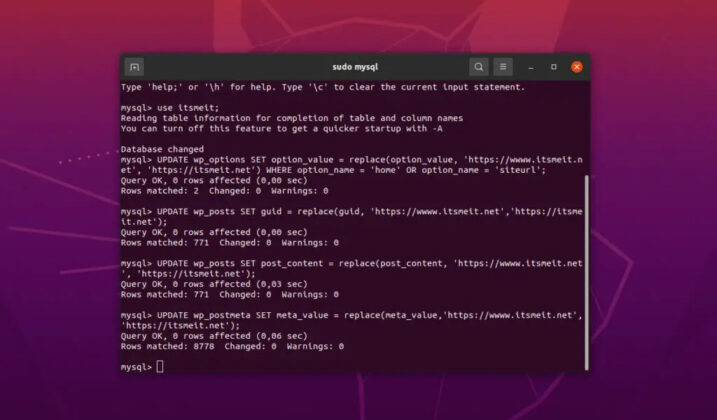 sudo mysql
Type 'help;' or '\h' for help. Type '\c' to clear the current input statement.
mysql> use itsmeit;
Reading table information for completion of table and column names
You can turn off this feature to get a quicker startup with -A
Database changed
mysql> UPDATE wp_options SET option_value = replace(option_value, 'https://wwww.itsmeit.n
et', 'https://itsmeit.net') WHERE option_name = 'home' OR option_name = 'siteurl';
Query OK, 0 rows affected (0,00 sec)
Rows matched: 2  Changed: 0  Warnings: 0
mysql> UPDATE wp_posts SET guid = replace(guid, 'https://wwww.itsmeit.net','https://itsme
it.net');
Query OK, 0 rows affected (0,00 sec)
Rows matched: 771  Changed: 0  Warnings: 0
mysql> UPDATE wp_posts SET post_content = replace(post_content, 'https://wwww.itsmeit.net
', 'https://itsmeit.net');
Query OK, 0 rows affected (0,03 sec)
Rows matched: 771  Changed: 0  Warnings: 0
mysql> UPDATE wp_postmeta SET meta_value = replace(meta_value,'https://wwww.itsmeit.net',
'https://itsmeit.net');
Query OK, 0 rows affected (0,06 sec)
Rows matched: 8778  Changed: 0  Warnings: 0
mysql>